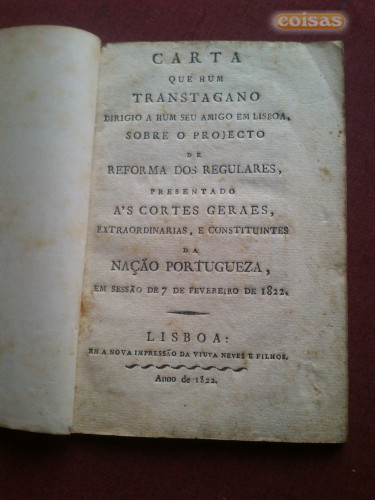 coisas
CARTA
QUE HUM
TRANSTAGANO
DIRIGIO A HUM SEU AMIGO EM LISBOA,
SOBRE O PROJECTO
DE
REFORMA DOS REGULARES,
PRESENTADO
A'S CORTES GERAES,
EXTRAORDINARIAS, E CONSTITUINTES
DA
NAÇÃO PORTUGUEZA,
EM SESSÃO DE 7 DE FEVEREIRO DE 1822.
LISBOA:
EN A NOVA IMPRESSÃO DA VIUVA NEVES E FILHOS.
Anno de 1822.